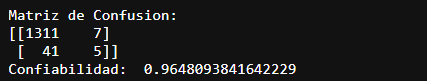 Matriz de Confusion:
[[1311    7]
 [  41    5]]
Confiabilidad:  0.9648093841642229